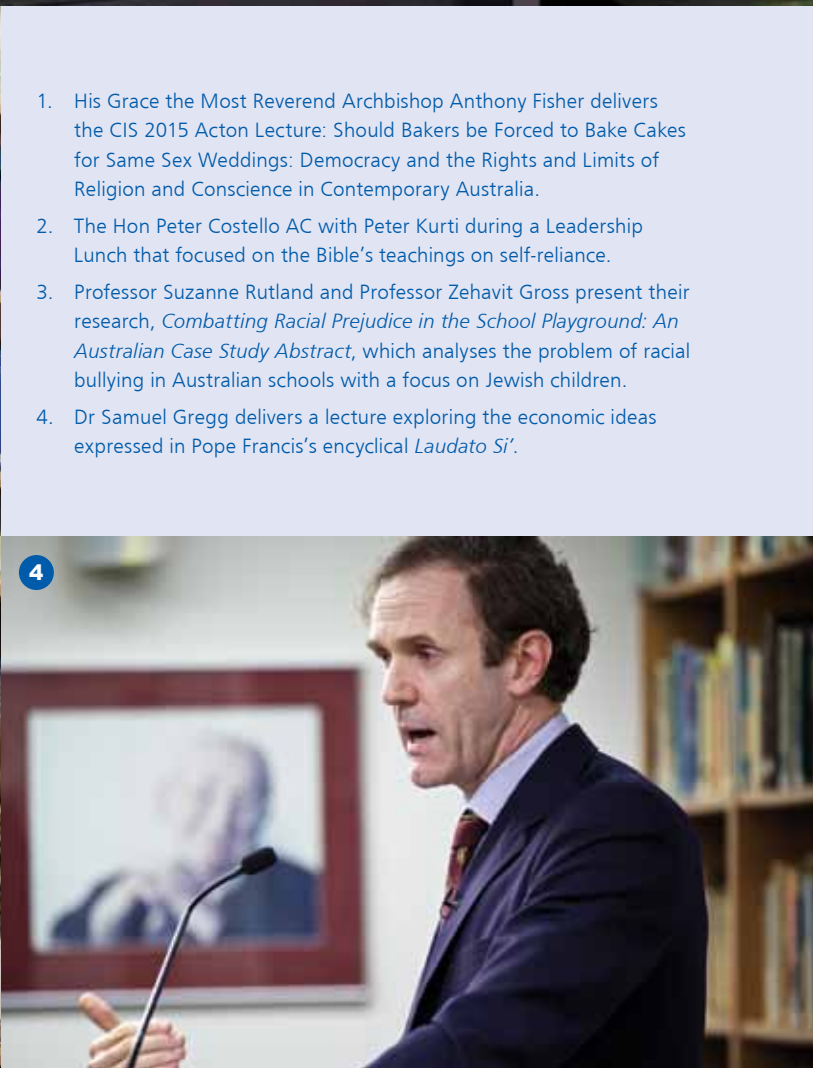 1. His Grace the Most Reverend Archbishop Anthony Fisher delivers
the CIS 2015 Acton Lecture: Should Bakers be Forced to Bake Cakes
for Same Sex Weddings: Democracy and the Rights and Limits of
Religion and Conscience in Contemporary Australia.
2. The Hon Peter Costello AC with Peter Kurti during a Leadership
Lunch that focused on the Bible’s teachings on self-reliance.
3. Professor Suzanne Rutland and Professor Zehavit Gross present their
research, Combatting Racial Prejudice in the School Playground: An
Australian Case Study Abstract, which analyses the problem of racial
bullying in Australian schools with a focus on Jewish children.
4. Dr Samuel Gregg delivers a lecture exploring the economic ideas
expressed in Pope Francis’s encyclical Laudato Si’.
4